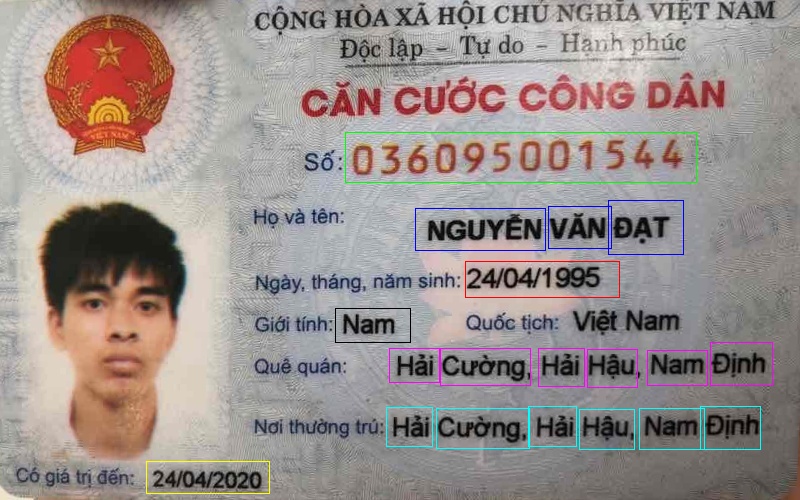 CỘNG HÒA XÃ HỘI CHỦ NGHĨA VIỆT NAM
Độc lập – Tự do – Hạnh phúc
CĂN CƯỚC CÔNG DÂN
Số: 036095001544
Họ và tên: NGUYỄN VĂN ĐẠT
Ngày, tháng, năm sinh: 24/04/1995
Giới tính: Nam Quốc tịch: Việt Nam
Quê quán: Hải Cường, Hải Hậu, Nam Định
Nơi thường trú: Hải Cường, Hải Hậu, Nam Định
Có giá trị đến: 24/04/2020